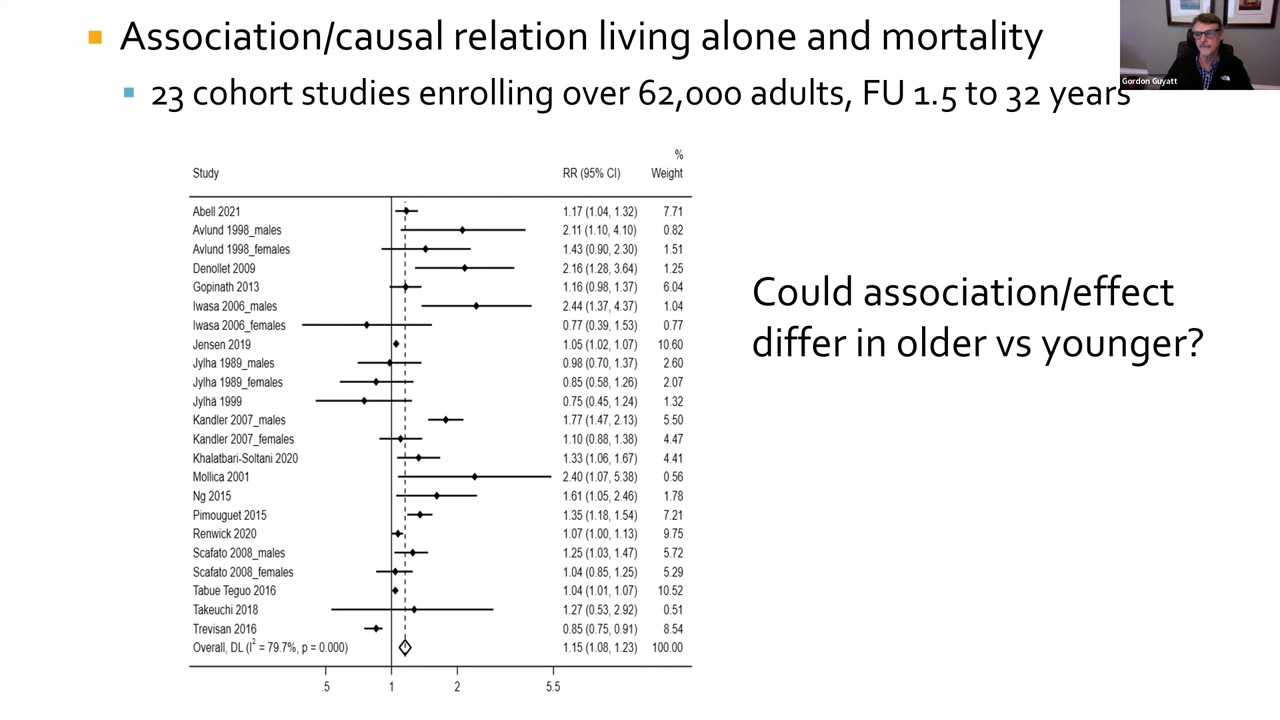 Association/causal relation living alone and mortality
23 cohort studies enrolling over 62,000 adults, FU 1.5 to 32 years
Gordon Guyatt
%
Study RR (95% CI) Weight
Abell 2021 1.17 (1.04, 1.32) 7.71
Avlund 1998_males 2.11 (1.10, 4.10) 0.82
Avlund 1998_females 1.43 (0.90, 2.30) 1.51
Denollet 2009 2.16 (1.28, 3.64) 1.25
Gopinath 2013 1.16 (0.98, 1.37) 6.04
Iwasa 2006_males 2.44 (1.37, 4.37) 1.04
Iwasa 2006_females 0.77 (0.39, 1.53) 0.77
Jensen 2019 1.05 (1.02, 1.07) 10.60
Jylha 1989_males 0.98 (0.70, 1.37) 2.60
Jylha 1989_females 0.85 (0.58, 1.26) 2.07
Jylhä 1999 0.75 (0.45, 1.24) 1.32
Kandler 2007_males 1.77 (1.47, 2.13) 5.50
Kandler 2007_females 1.10 (0.88, 1.38) 4.47
Khalatbari-Soltani 2020 1.33 (1.06, 1.67) 4.41
Mollica 2001 2.40 (1.07, 5.38) 0.56
Ng 2015 1.61 (1.05, 2.46) 1.78
Pimouguet 2015 1.35 (1.18, 1.54) 7.21
Renwick 2020 1.07 (1.00, 1.13) 9.75
Scafato 2008_males 1.25 (1.03, 1.47) 5.72
Scafato 2008_females 1.04 (0.85, 1.25) 5.29
Tabue Teguo 2016 1.04 (1.01, 1.07) 10.52
Takeuchi 2018 1.27 (0.53, 2.92) 0.51
Trevisan 2016 0.85 (0.75, 0.91) 8.54
Overall, DL (I² = 79.7%, p = 0.000) 1.15 (1.08, 1.23) 100.00
.5 1 2 5.5
Could association/effect
differ in older vs younger?